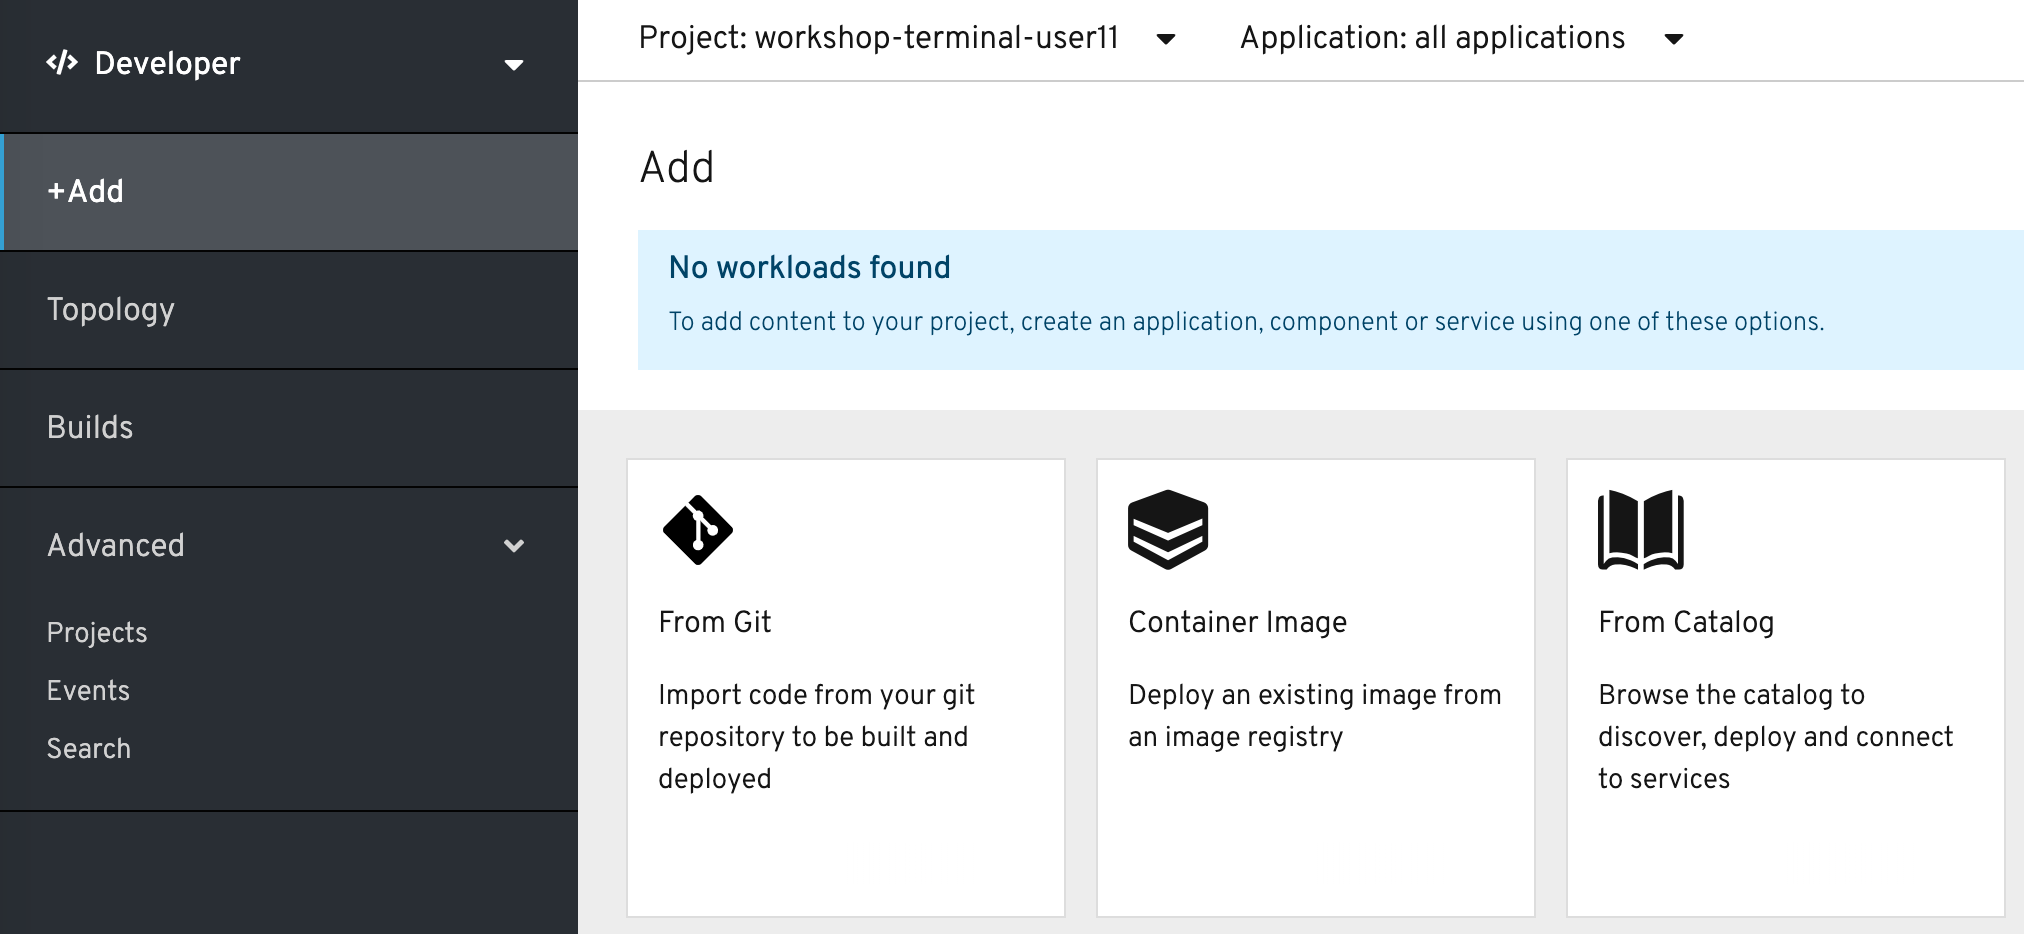 Developer
+Add
Topology
Builds
Advanced
Projects
Events
Search
Project: workshop-terminal-user11
Application: all applications
Add
No workloads found
To add content to your project, create an application, component or service using one of these options.
From Git
Import code from your git
repository to be built and
deployed
Container Image
Deploy an existing image from
an image registry
From Catalog
Browse the catalog to
discover, deploy and connect
to services